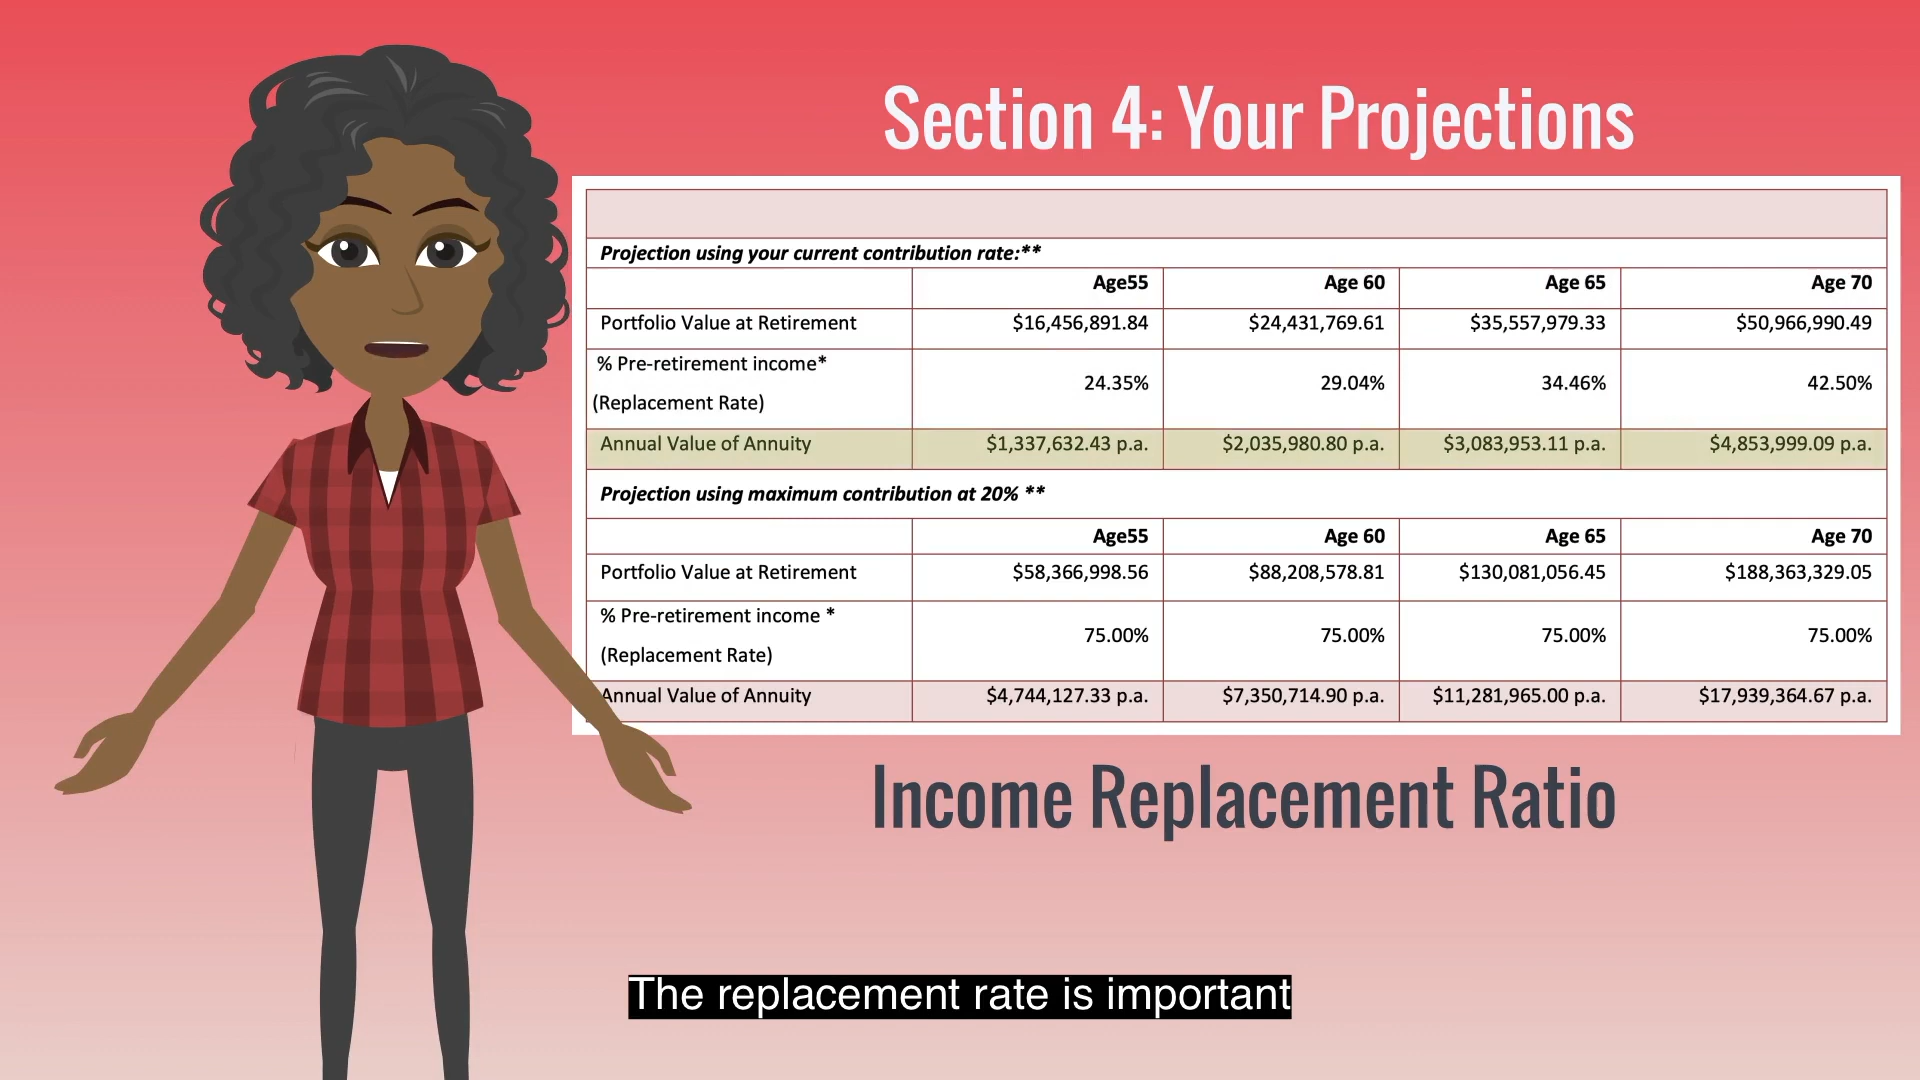 Section 4: Your Projections
Projection using your current contribution rate:**
Age55 Age 60 Age 65 Age 70
Portfolio Value at Retirement $16,456,891.84 $24,431,769.61 $35,557,979.33 $50,966,990.49
% Pre-retirement income*
(Replacement Rate) 24.35% 29.04% 34.46% 42.50%
Annual Value of Annuity $1,337,632.43 p.a. $2,035,980.80 p.a. $3,083,953.11 p.a. $4,853,999.09 p.a.
Projection using maximum contribution at 20% **
Age55 Age 60 Age 65 Age 70
Portfolio Value at Retirement $58,366,998.56 $88,208,578.81 $130,081,056.45 $188,363,329.05
% Pre-retirement income *
(Replacement Rate) 75.00% 75.00% 75.00% 75.00%
Annual Value of Annuity $4,744,127.33 p.a. $7,350,714.90 p.a. $11,281,965.00 p.a. $17,939,364.67 p.a.
Income Replacement Ratio
The replacement rate is important